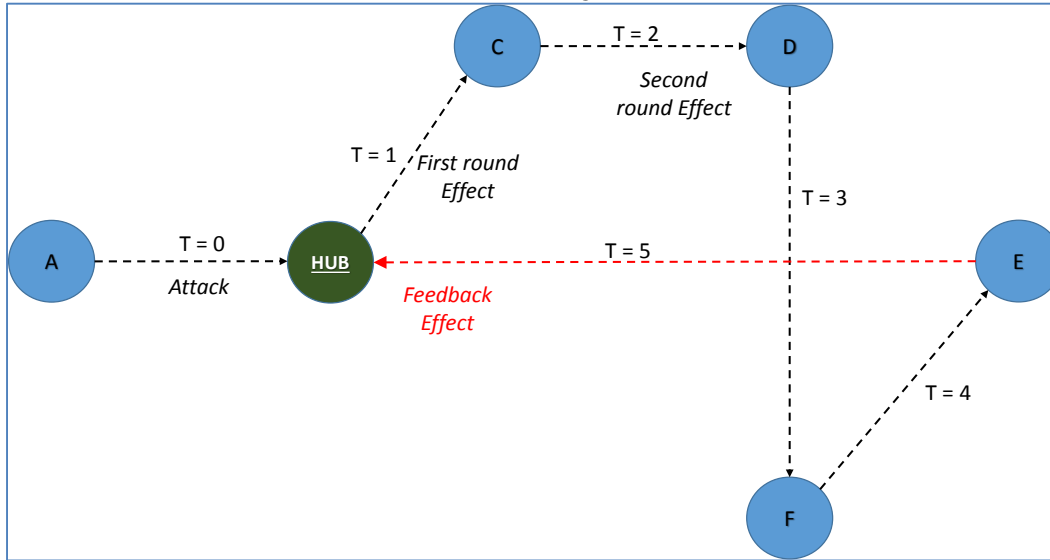 C
T = 2
D
Second
round Effect
T = 1
First round
Effect
T = 3
A
T = 0
Attack
HUB
T = 5
E
Feedback
Effect
T = 4
F